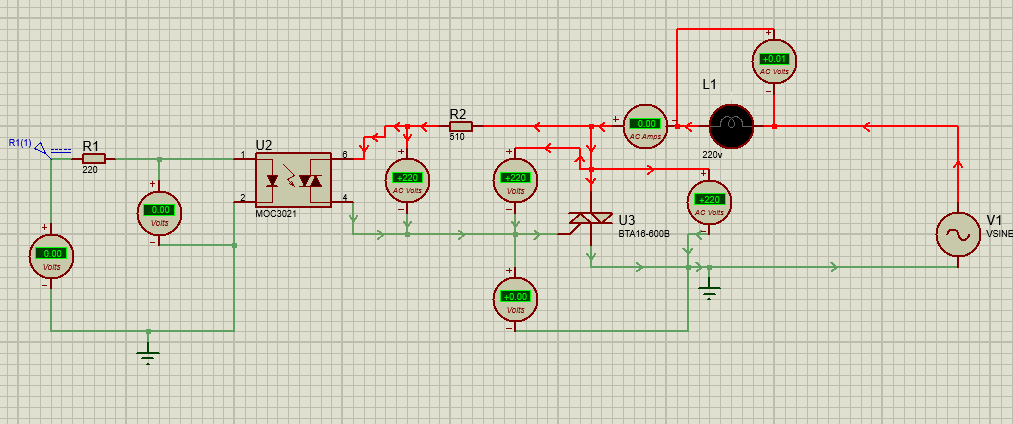 +0.01
AC Volts
L1
R2
+
-
0.00
AC Amps
510
220v
R1(1)
R1
220
U2
1
6
2
4
MOC3021
+220
AC Volts
+220
Volts
+220
AC Volts
0.00
Volts
0.00
Volts
U3
BTA16-600B
V1
VSINE
+0.00
Volts